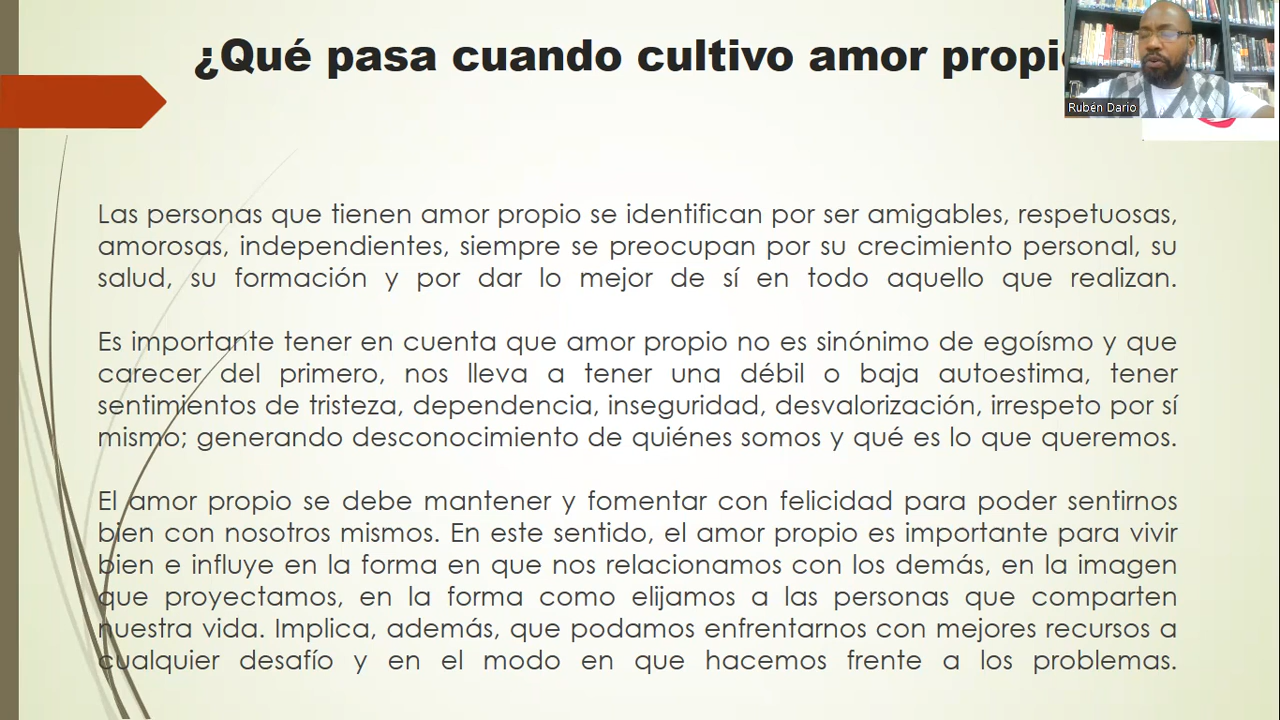 ¿Qué pasa cuando cultivo amor propio
Rubén Dario
Las personas que tienen amor propio se identifican por ser amigables, respetuosas,
amorosas, independientes, siempre se preocupan por su crecimiento personal, su
salud, su formación y por dar lo mejor de sí en todo aquello que realizan.
Es importante tener en cuenta que amor propio no es sinónimo de egoísmo y que
carecer del primero, nos lleva a tener una débil o baja autoestima, tener
sentimientos de tristeza, dependencia, inseguridad, desvalorización, irrespeto por sí
mismo; generando desconocimiento de quiénes somos y qué es lo que queremos.
El amor propio se debe mantener y fomentar con felicidad para poder sentirnos
bien con nosotros mismos. En este sentido, el amor propio es importante para vivir
bien e influye en la forma en que nos relacionamos con los demás, en la imagen
que proyectamos, en la forma como elijamos a las personas que comparten
nuestra vida. Implica, además, que podamos enfrentarnos con mejores recursos a
cualquier desafío y en el modo en que hacemos frente a los problemas.